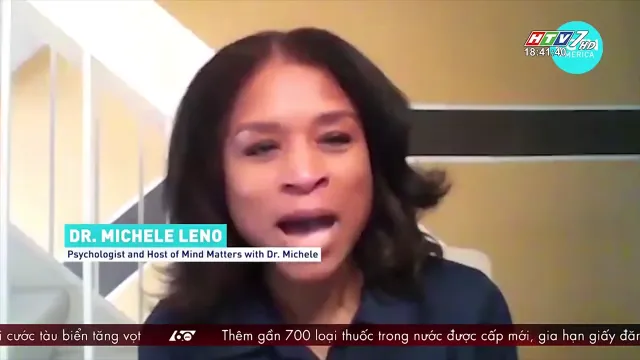 HTV7 HD
18:41:40
AMERICA
DR. MICHELE LENO
Psychologist and Host of Mind Matters with Dr. Michele
cước tàu biển tăng vọt 60 Thêm gần 700 loại thuốc trong nước được cấp mới, gia hạn giấy